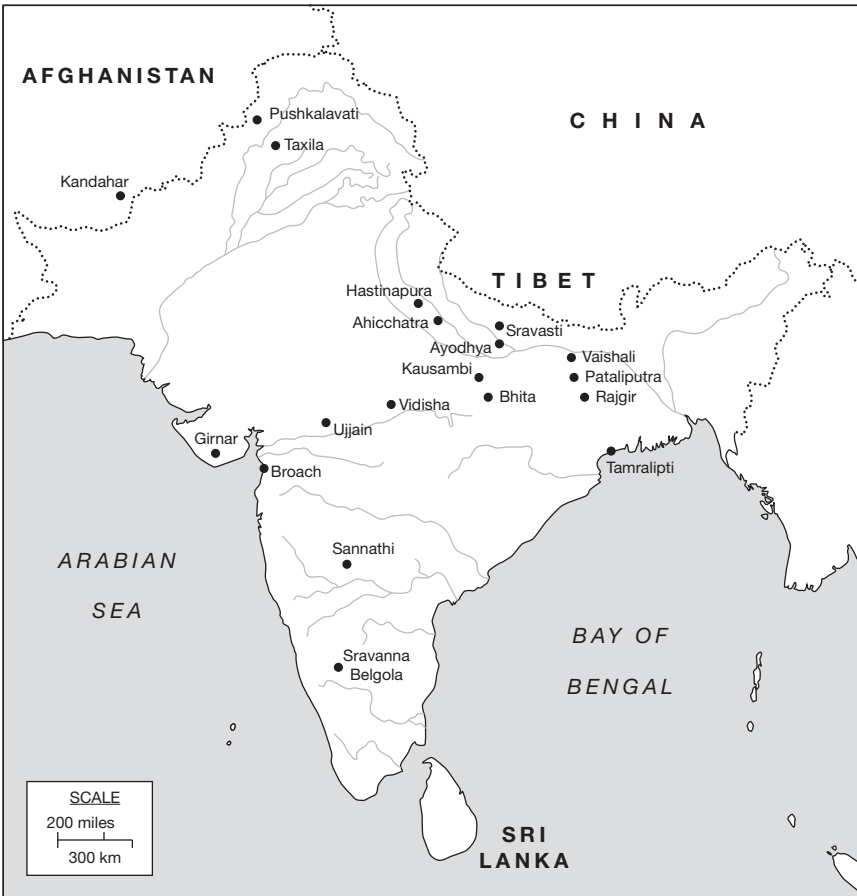 AFGHANISTAN
CHINA
Pushkalavati
Taxila
Kandahar
TIBET
Hastinapura
Ahicchatra
Sravasti
Ayodhya
Vaishali
Kausambi
Pataliputra
Bhita
Rajgir
Vidisha
Ujjain
Girnar
Broach
Tamralipti
Sannathi
ARABIAN
SEA
BAY OF
BENGAL
Sravanna
Belgola
SCALE
200 miles
300 km
SRI
LANKA